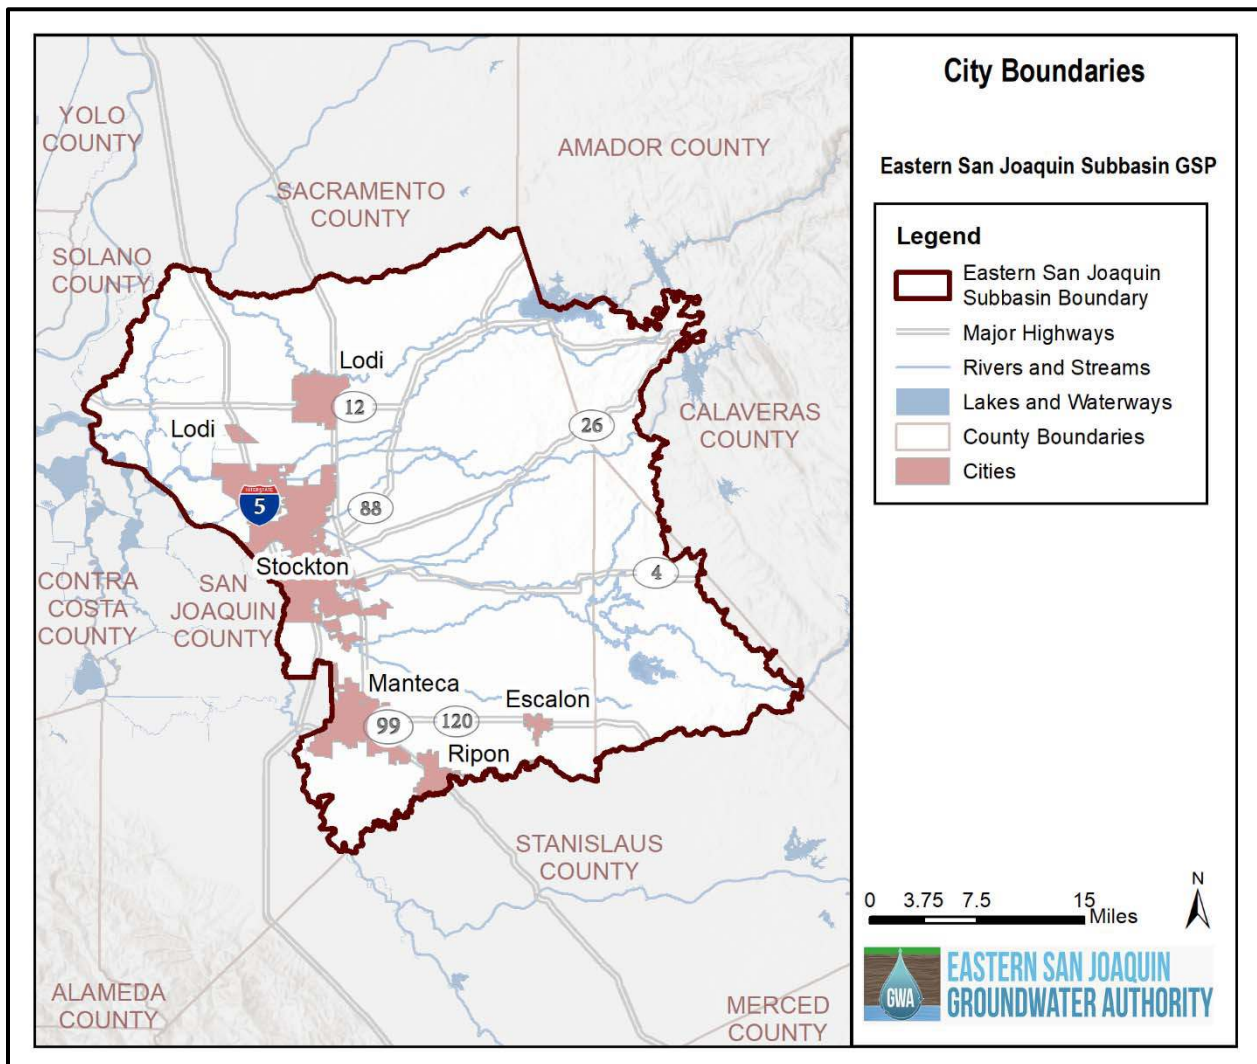 City Boundaries
Eastern San Joaquin Subbasin GSP
Legend
Eastern San Joaquin
Subbasin Boundary
Major Highways
Rivers and Streams
Lakes and Waterways
County Boundaries
Cities
YOLO
COUNTY
AMADOR COUNTY
SACRAMENTO
COUNTY
SOLANO
COUNTY
Lodi
12
Lodi
26
CALAVERAS
COUNTY
INTERSTATE
5
88
Stockton
4
CONTRA
COSTA
COUNTY
SAN
JOAQUIN
COUNTY
Manteca
Escalon
99
120
Ripon
STANISLAUS
COUNTY
ALAMEDA
COUNTY
MERCED
COUNTY
N
0 3.75 7.5 15
Miles
GWA
EASTERN SAN JOAQUIN
GROUNDWATER AUTHORITY